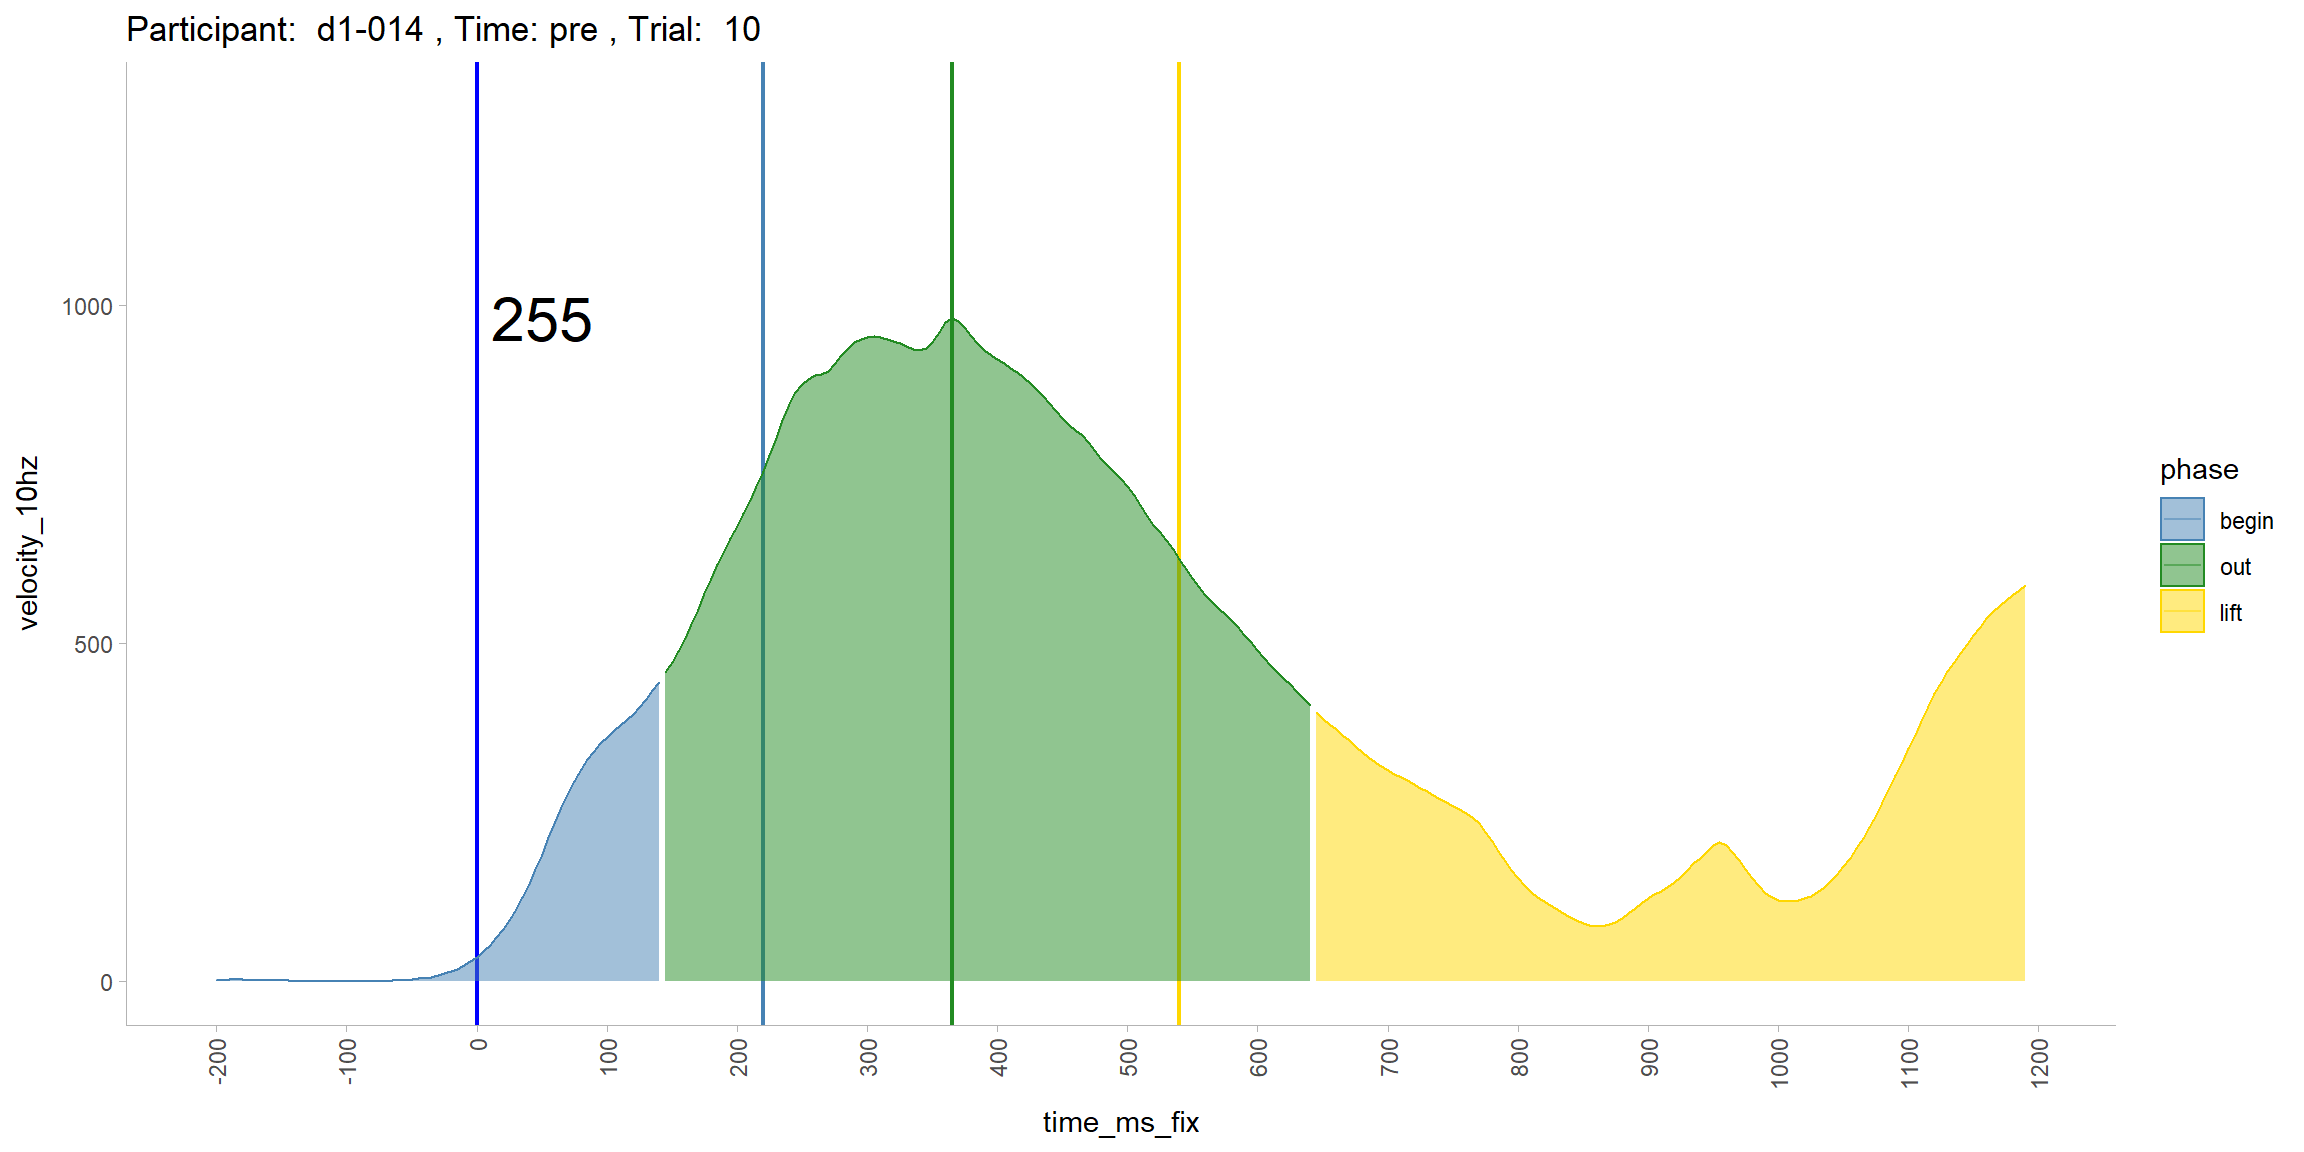 Participant:  d1-014 , Time: pre , Trial:  10
255
velocity_10hz
1000
500
0
-200 -100 0 100 200 300 400 500 600 700 800 900 1000 1100 1200
time_ms_fix
phase
begin
out
lift